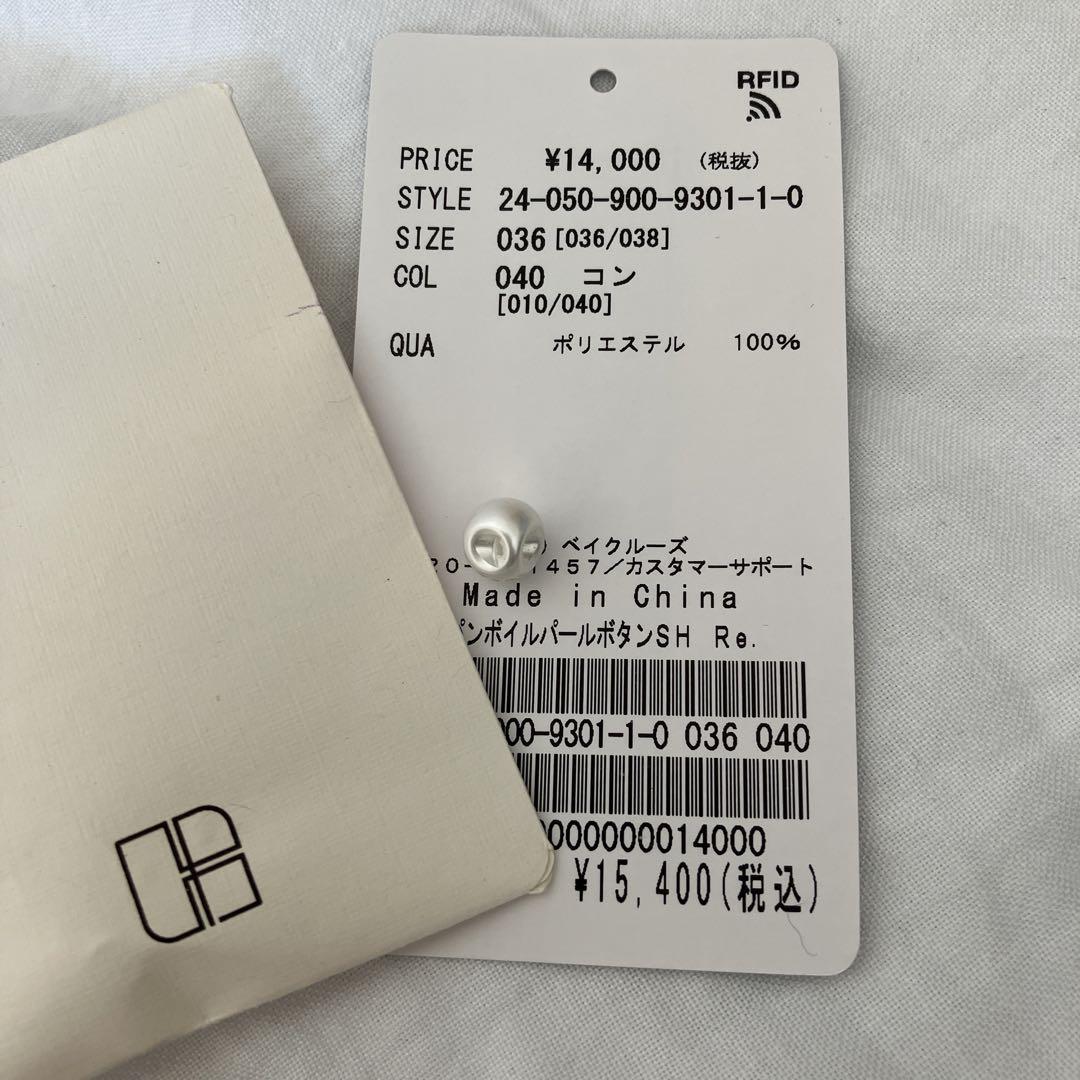 RFID
PRICE ¥14,000 (税抜)
STYLE 24-050-900-9301-1-0
SIZE 036 [036/038]
COL 040 コン
[010/040]
QUA ポリエステル 100%
) ベイクルーズ
457/カスタマーサポート
Made in China
ンボイルパールボタンSH Re.
00-9301-1-0 036 040
000000014000
¥15,400(税込)